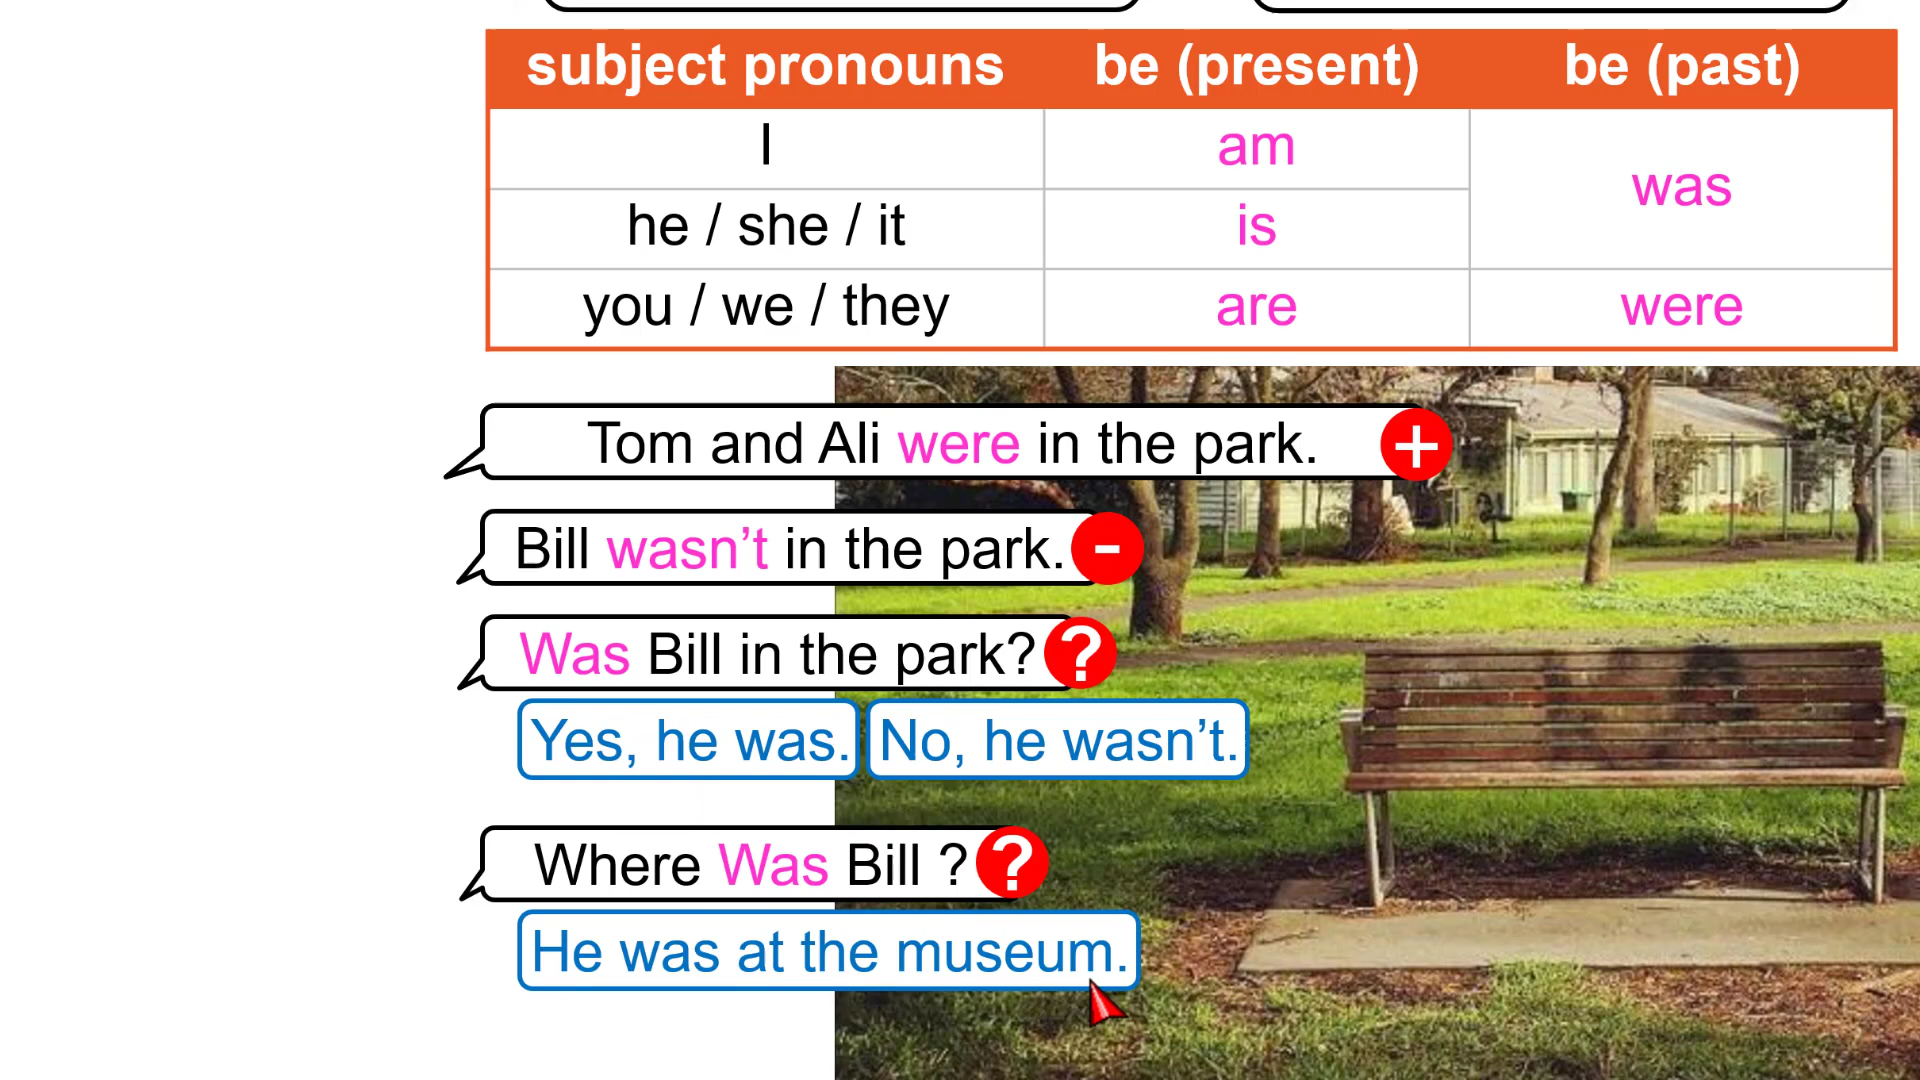 subject pronouns be (present) be (past)
I am
was
he / she / it is
you / we / they are were
Tom and Ali were in the park. +
Bill wasn’t in the park. -
Was Bill in the park? ?
Yes, he was. No, he wasn’t.
Where Was Bill ? ?
He was at the museum.